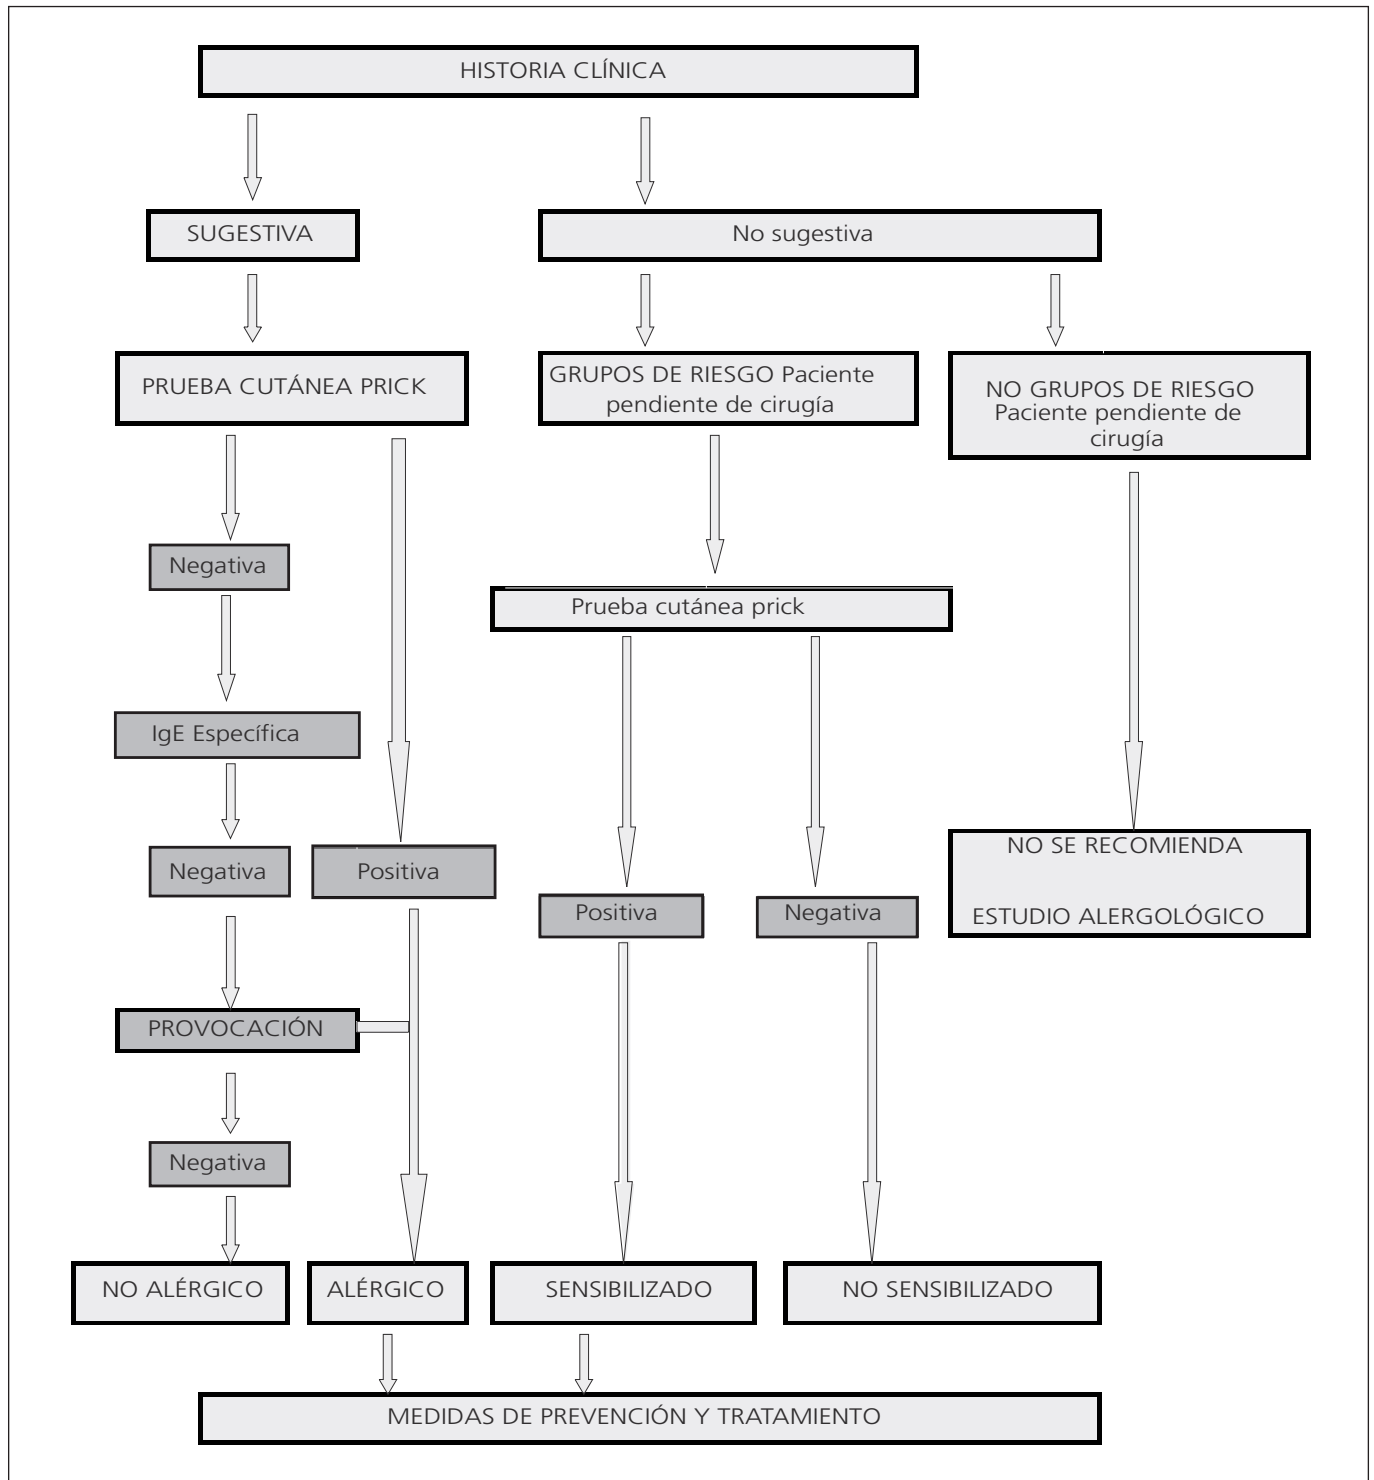 HISTORIA CLÍNICA
SUGESTIVA
No sugestiva
PRUEBA CUTÁNEA PRICK
GRUPOS DE RIESGO Paciente
pendiente de cirugía
NO GRUPOS DE RIESGO
Paciente pendiente de
cirugía
Negativa
Prueba cutánea prick
IgE Específica
Negativa
Positiva
Positiva
Negativa
NO SE RECOMIENDA
ESTUDIO ALERGOLÓGICO
PROVOCACIÓN
Negativa
NO ALÉRGICO
ALÉRGICO
SENSIBILIZADO
NO SENSIBILIZADO
MEDIDAS DE PREVENCIÓN Y TRATAMIENTO